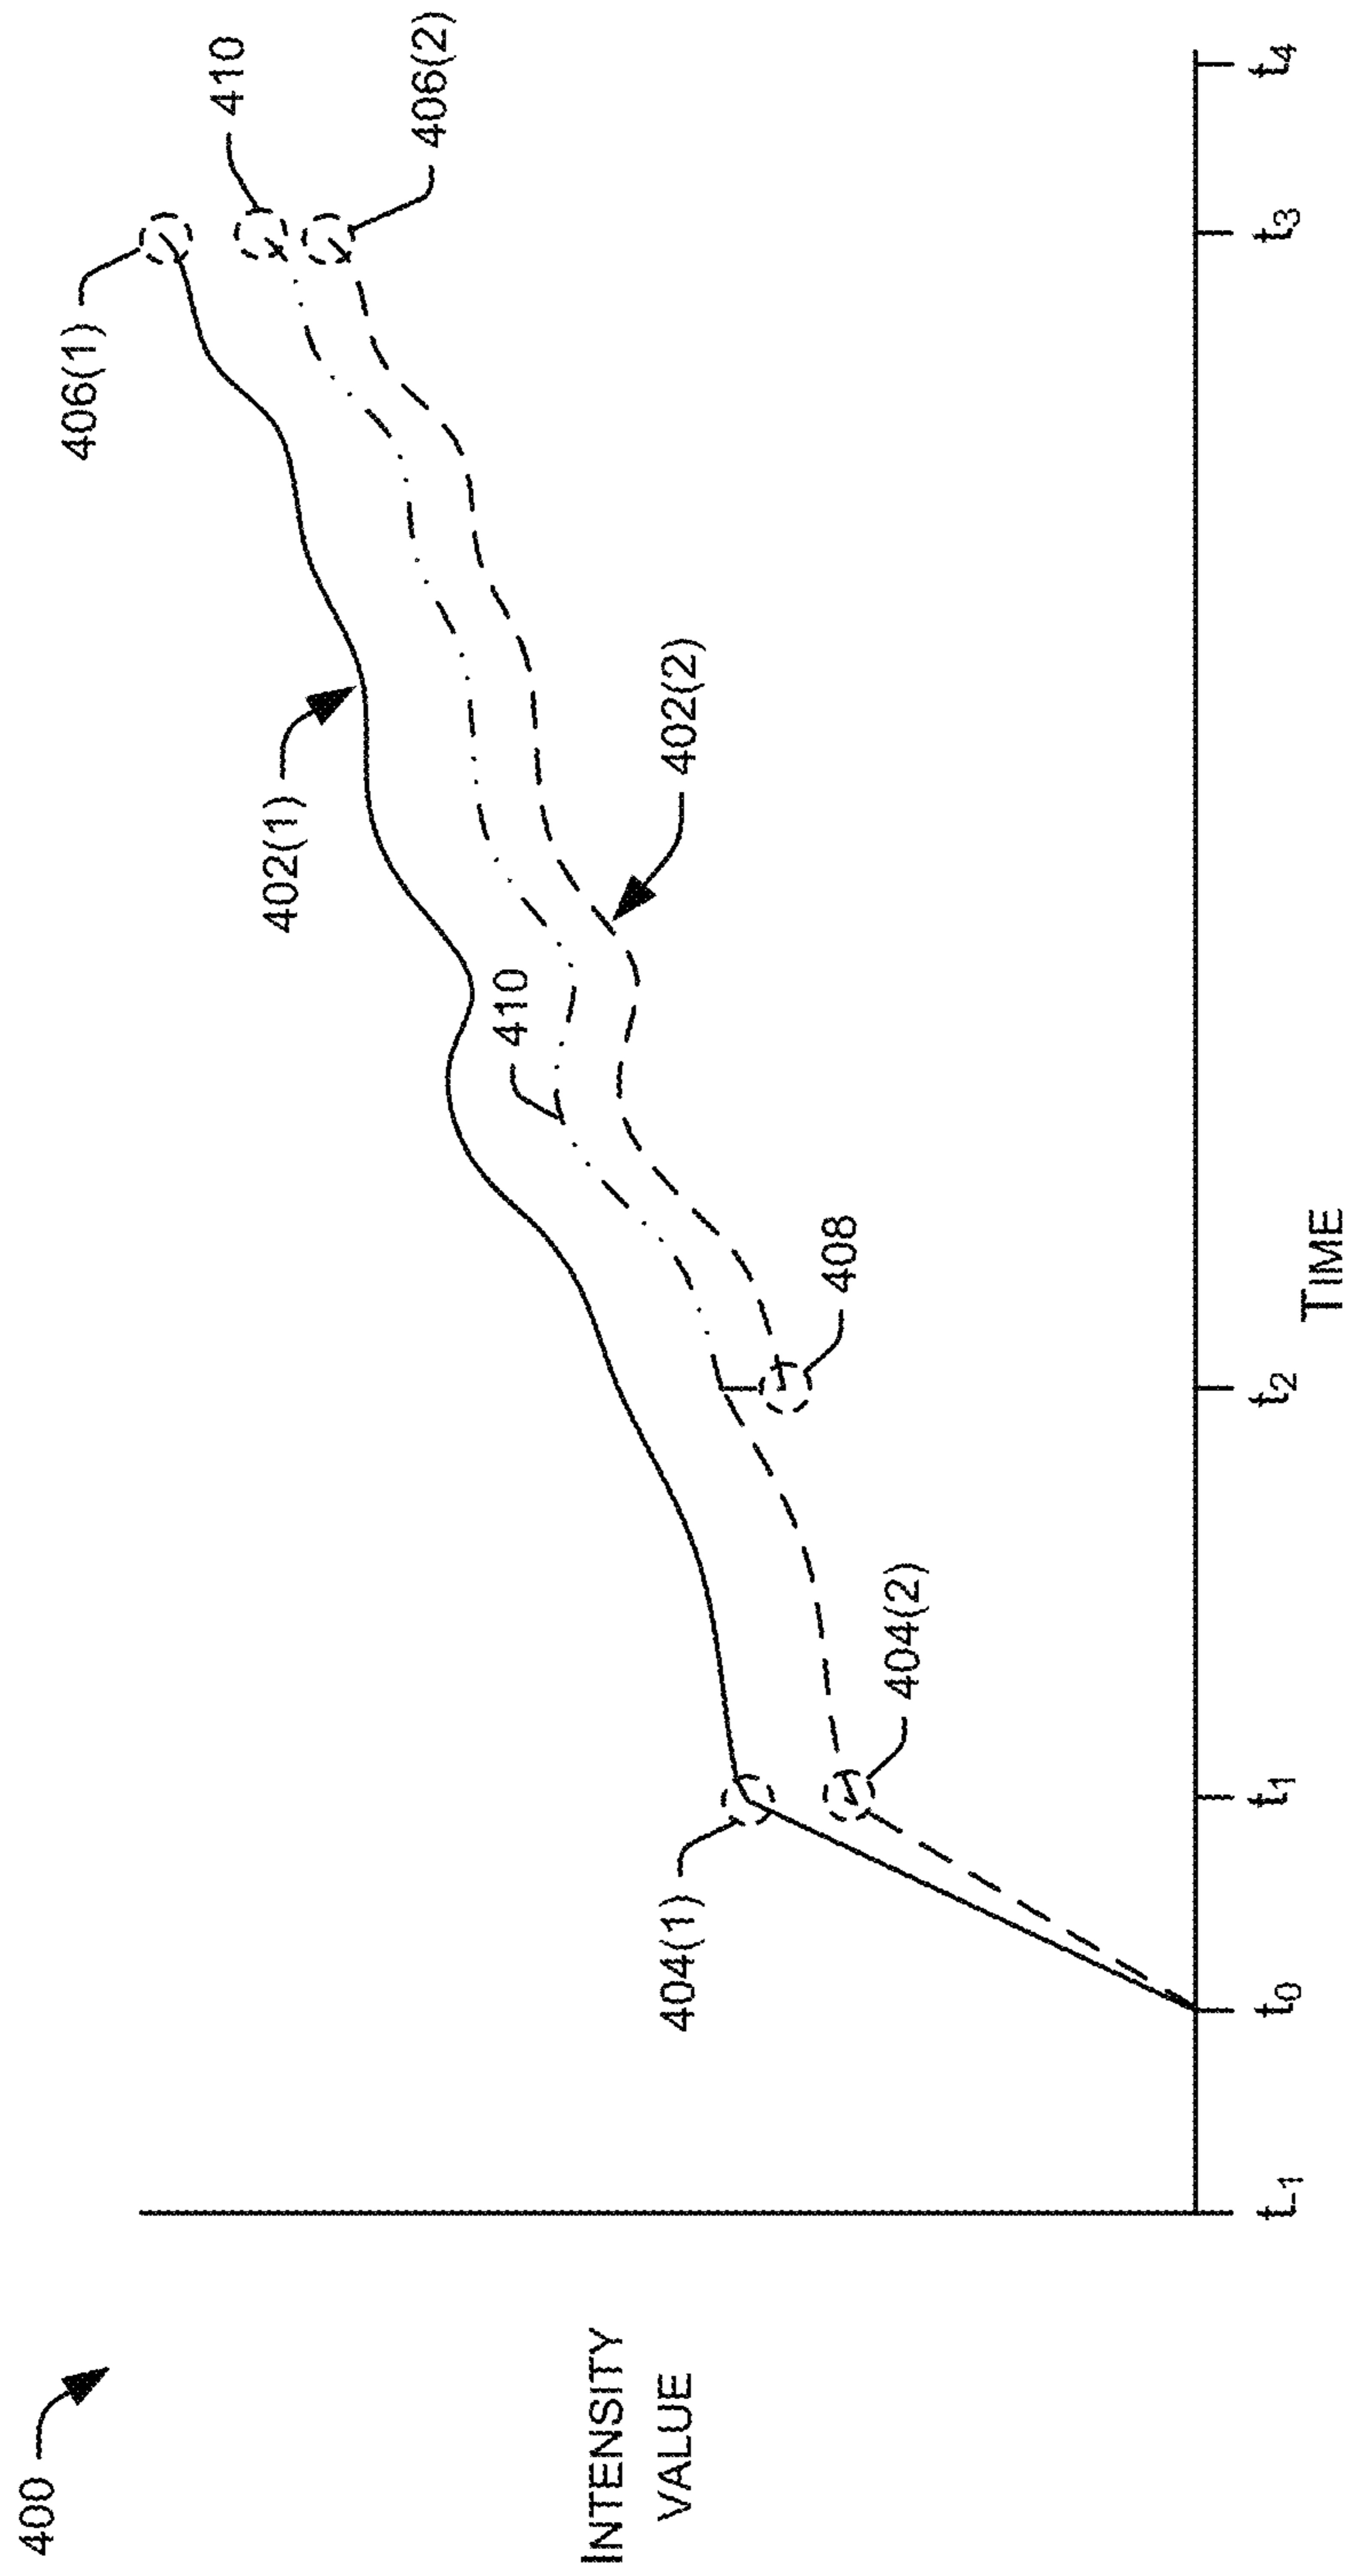 400
INTENSITY
VALUE
406(1)
410
406(2)
402(1)
402(2)
410
408
404(1)
404(2)
t-1
t0
t1
t2
t3
t4
TIME